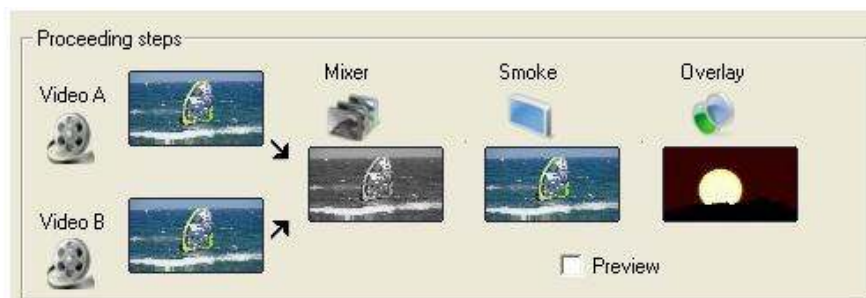 Proceeding steps
Mixer Smoke Overlay
Video A
Video B
Preview